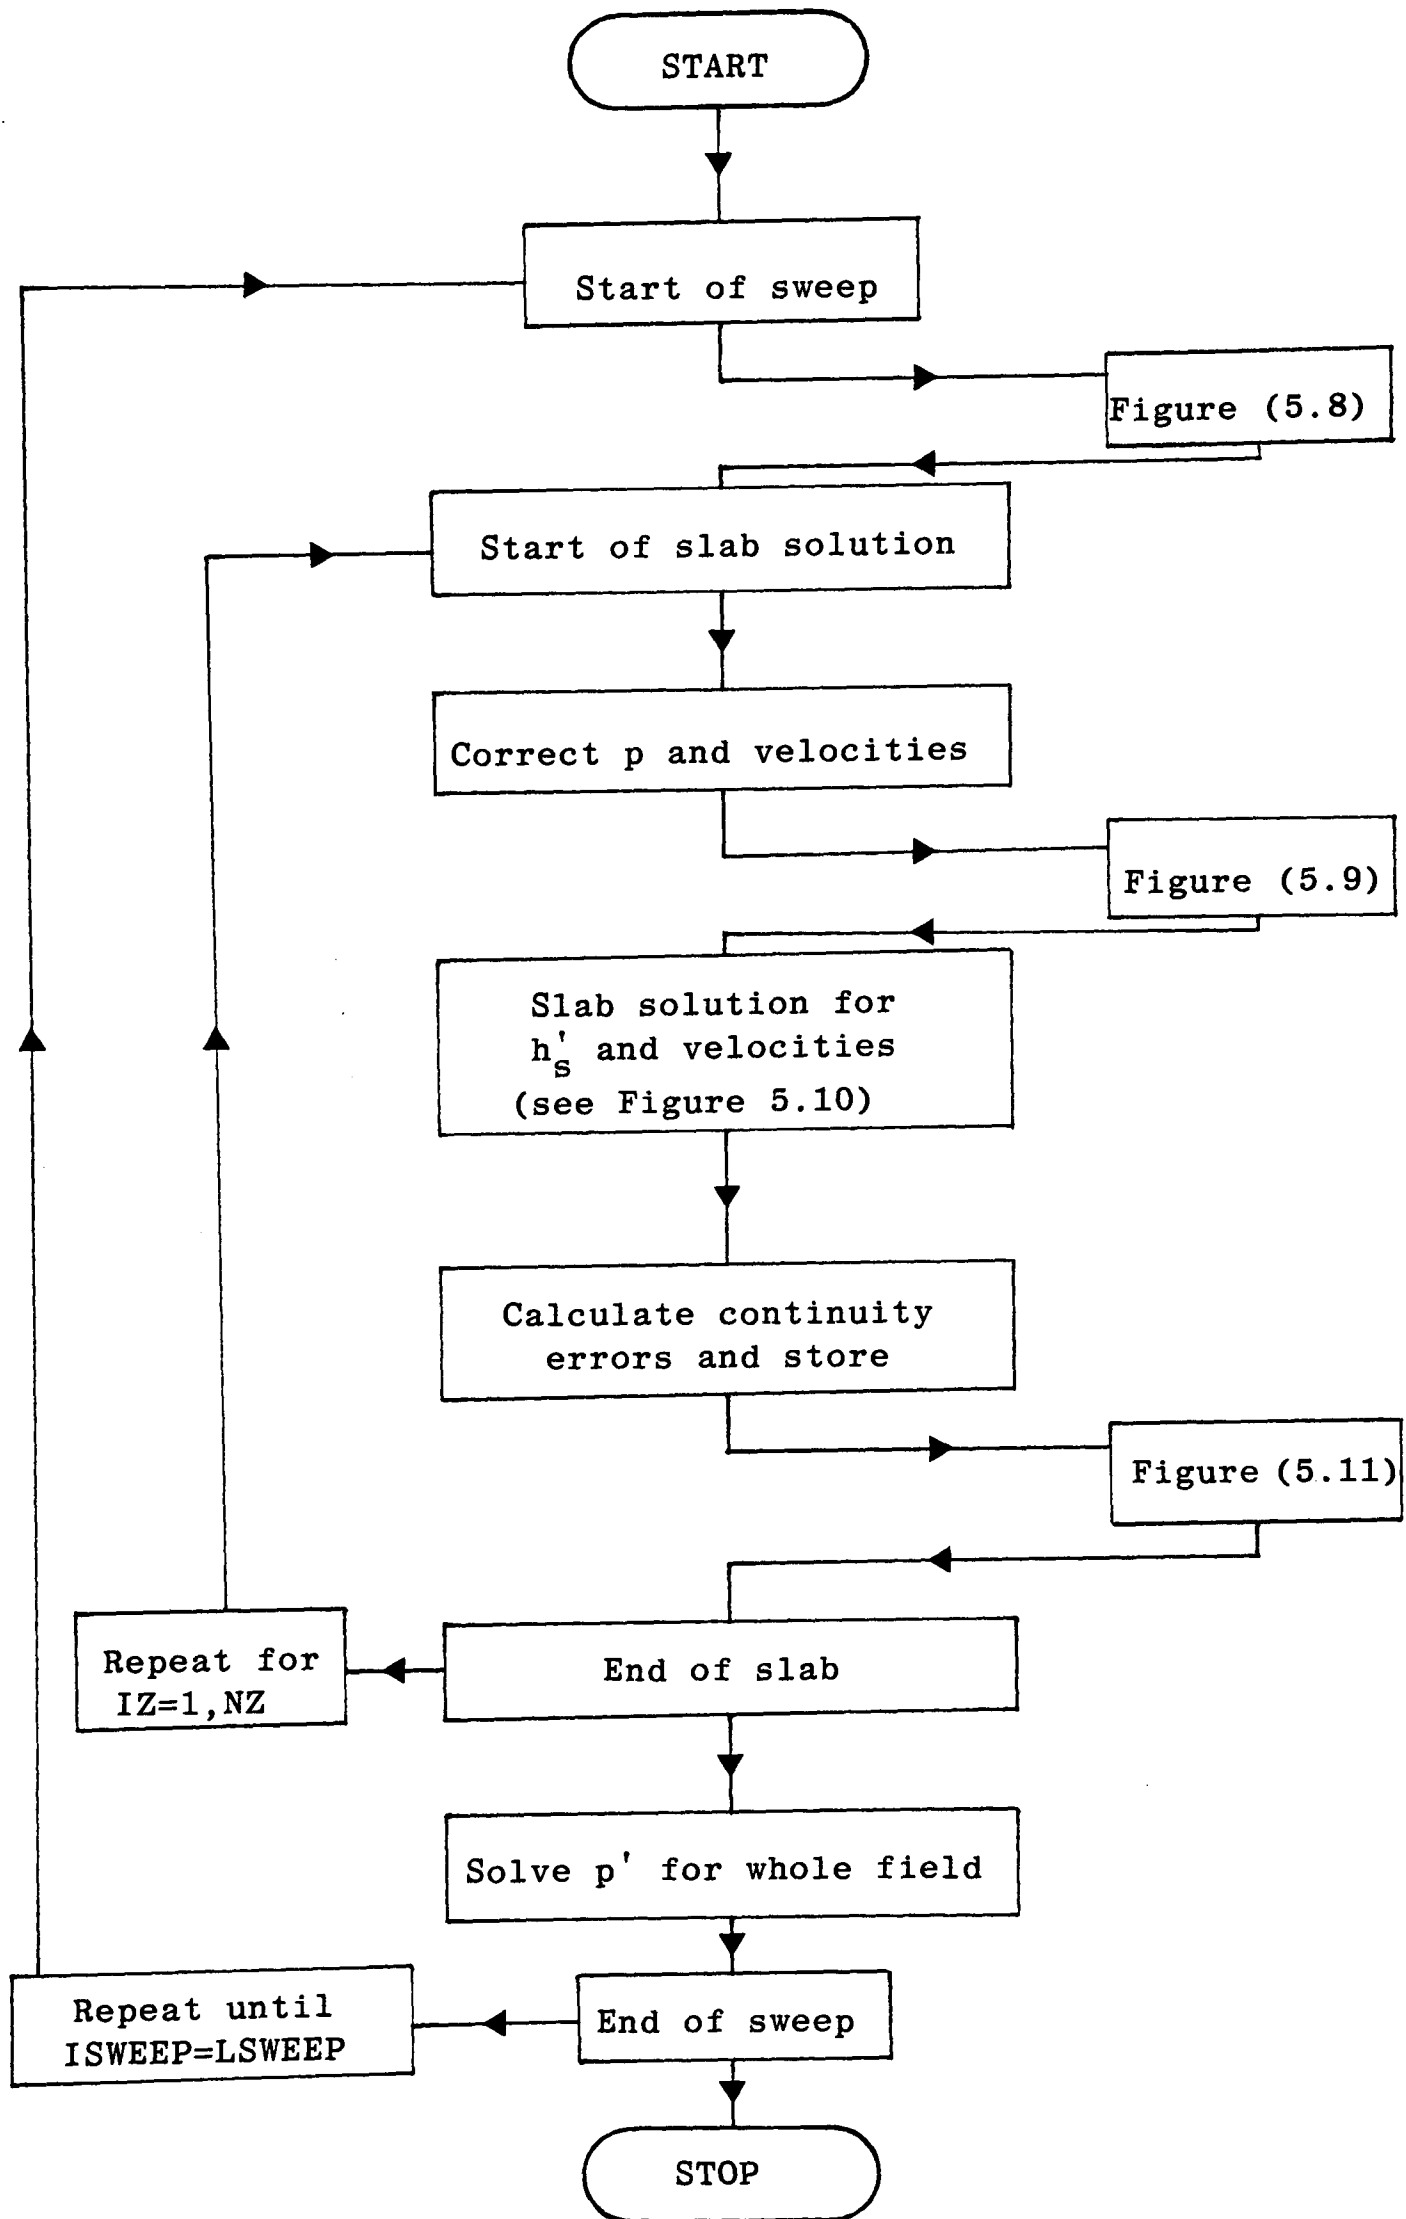 START
Start of sweep
Figure (5.8)
Start of slab solution
Correct p and velocities
Figure (5.9)
Slab solution for
h's and velocities
(see Figure 5.10)
Calculate continuity
errors and store
Figure (5.11)
Repeat for
IZ=1,NZ
End of slab
Solve p' for whole field
Repeat until
ISWEEP=LSWEEP
End of sweep
STOP